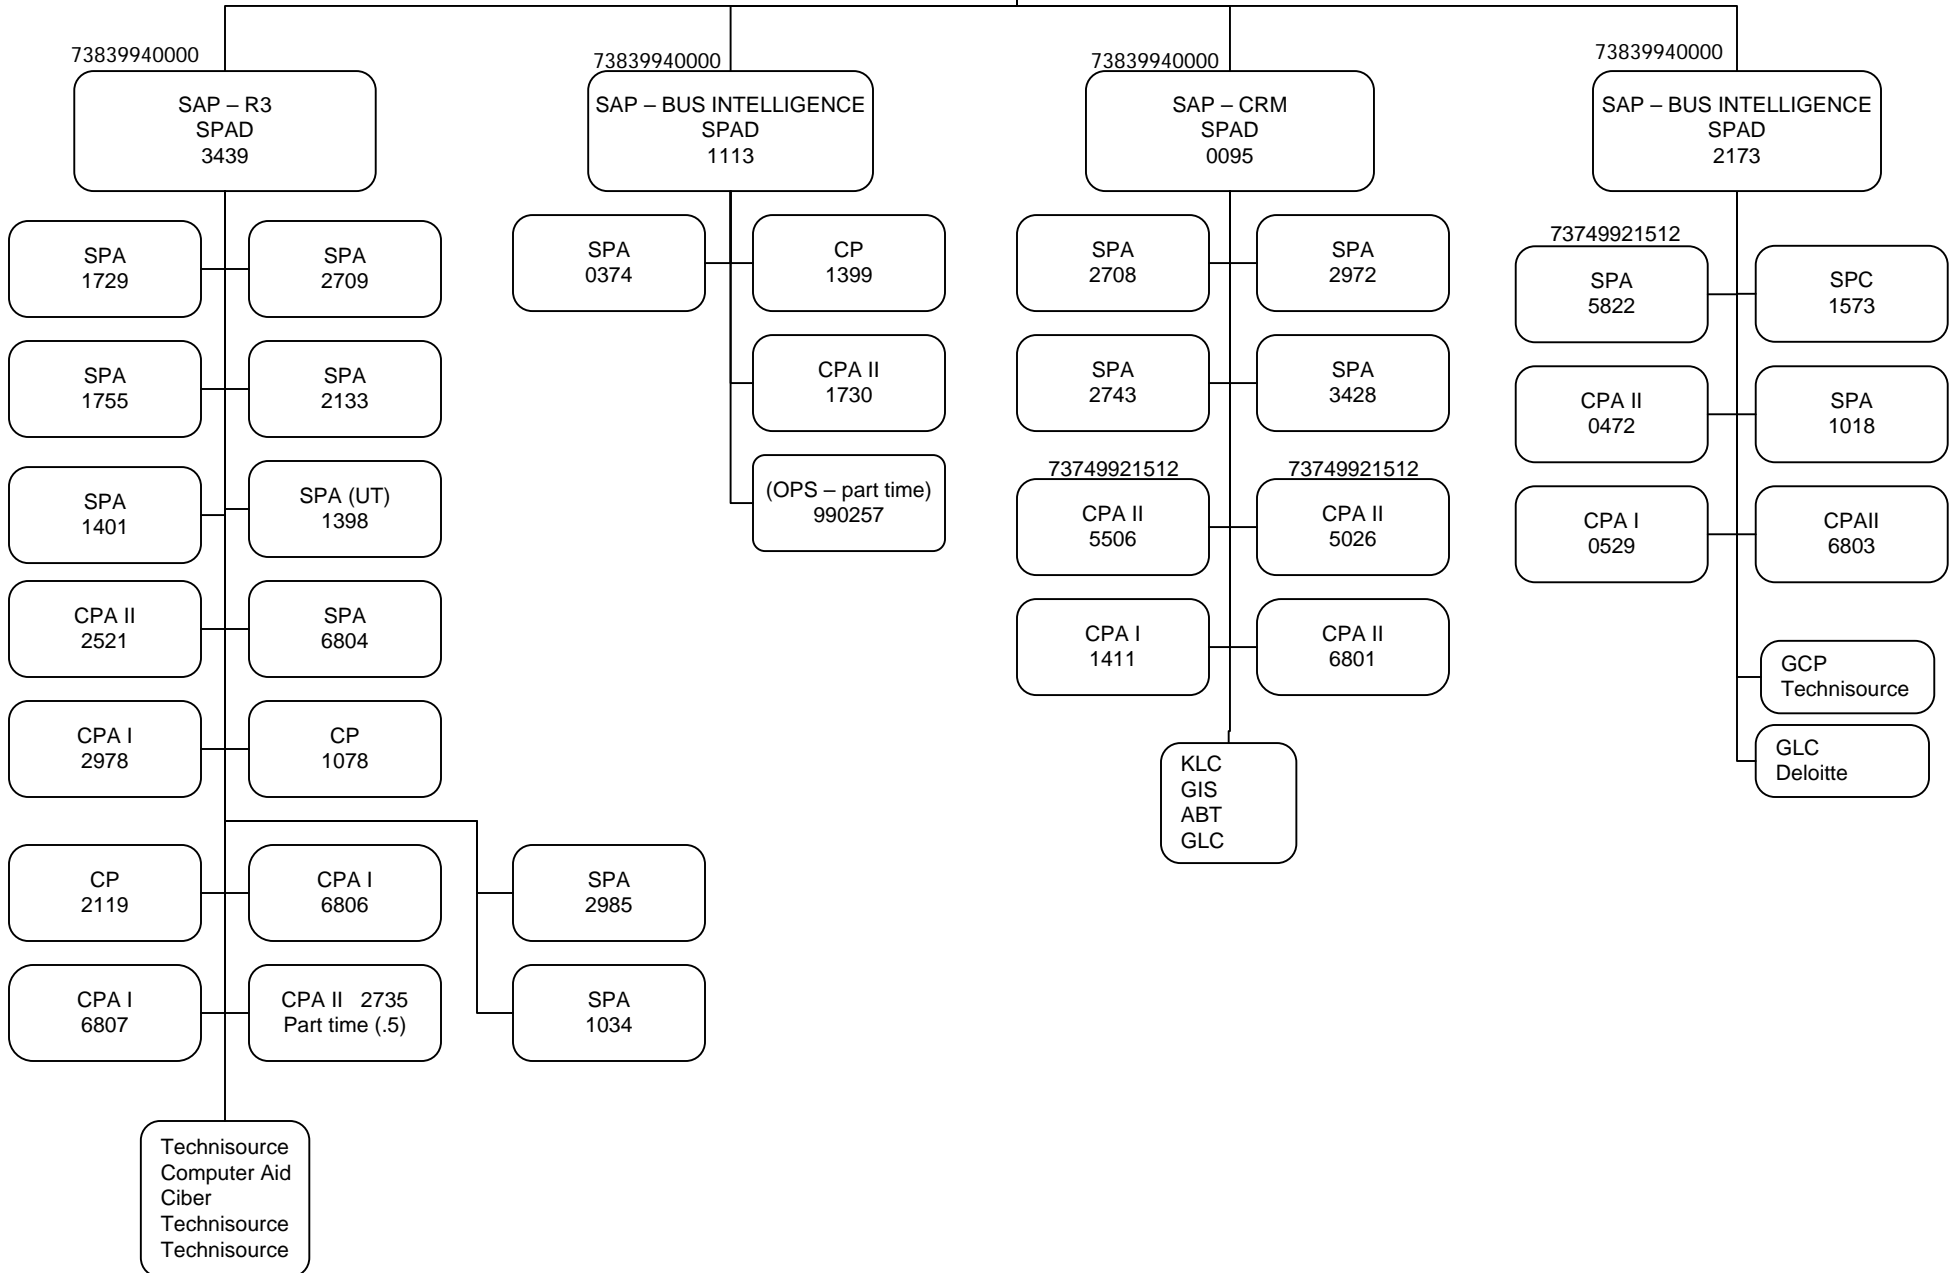 73839940000
SAP – R3
SPAD
3439
SPA
1729
SPA
2709
SPA
1755
SPA
2133
SPA
1401
SPA (UT)
1398
CPA II
2521
SPA
6804
CPA I
2978
CP
1078
CP
2119
CPA I
6806
SPA
2985
CPA I
6807
CPA II   2735
Part time (.5)
SPA
1034
Technisource
Computer Aid
Ciber
Technisource
Technisource
73839940000
SAP – BUS INTELLIGENCE
SPAD
1113
SPA
0374
CP
1399
CPA II
1730
(OPS – part time)
990257
73839940000
SAP – CRM
SPAD
0095
SPA
2708
SPA
2972
SPA
2743
SPA
3428
73749921512
CPA II
5506
73749921512
CPA II
5026
CPA I
1411
CPA II
6801
KLC
GIS
ABT
GLC
73839940000
SAP – BUS INTELLIGENCE
SPAD
2173
73749921512
SPA
5822
SPC
1573
CPA II
0472
SPA
1018
CPA I
0529
CPAII
6803
GCP
Technisource
GLC
Deloitte